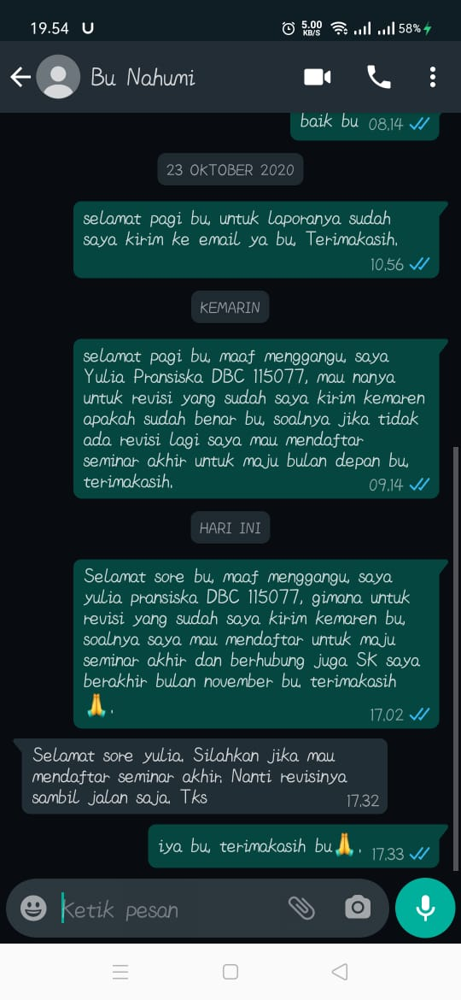 19.54 U 5.00 KB/S 58%
Bu Nahumi
baik bu 08.14
23 OKTOBER 2020
selamat pagi bu, untuk laporanya sudah
saya kirim ke email ya bu, Terimakasih.
10.56
KEMARIN
selamat pagi bu, maaf menggangu, saya
Yulia Pransiska DBC 115077, mau nanya
untuk revisi yang sudah saya kirim kemaren
apakah sudah benar bu, soalnya jika tidak
ada revisi lagi saya mau mendaftar
seminar akhir untuk maju bulan depan bu,
terimakasih. 09.14
HARI INI
Selamat sore bu, maaf menggangu, saya
yulia pransiska DBC 115077, gimana untuk
revisi yang sudah saya kirim kemaren bu,
soalnya saya mau mendaftar untuk maju
seminar akhir dan berhubung juga SK saya
berakhir bulan november bu, terimakasih
🙏. 17.02
Selamat sore yulia. Silahkan jika mau
mendaftar seminar akhir. Nanti revisinya
sambil jalan saja. Tks 17.32
iya bu, terimakasih bu🙏. 17.33
Ketik pesan